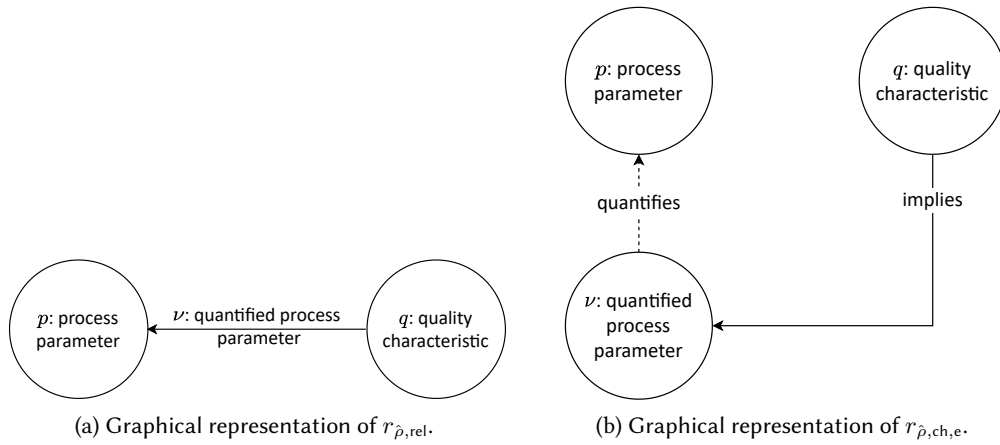 p: process
parameter
ν: quantified process
parameter
q: quality
characteristic
(a) Graphical representation of r_{ρ̂,rel}.
p: process
parameter
q: quality
characteristic
quantifies
implies
ν: quantified
process
parameter
(b) Graphical representation of r_{ρ̂,ch,e}.